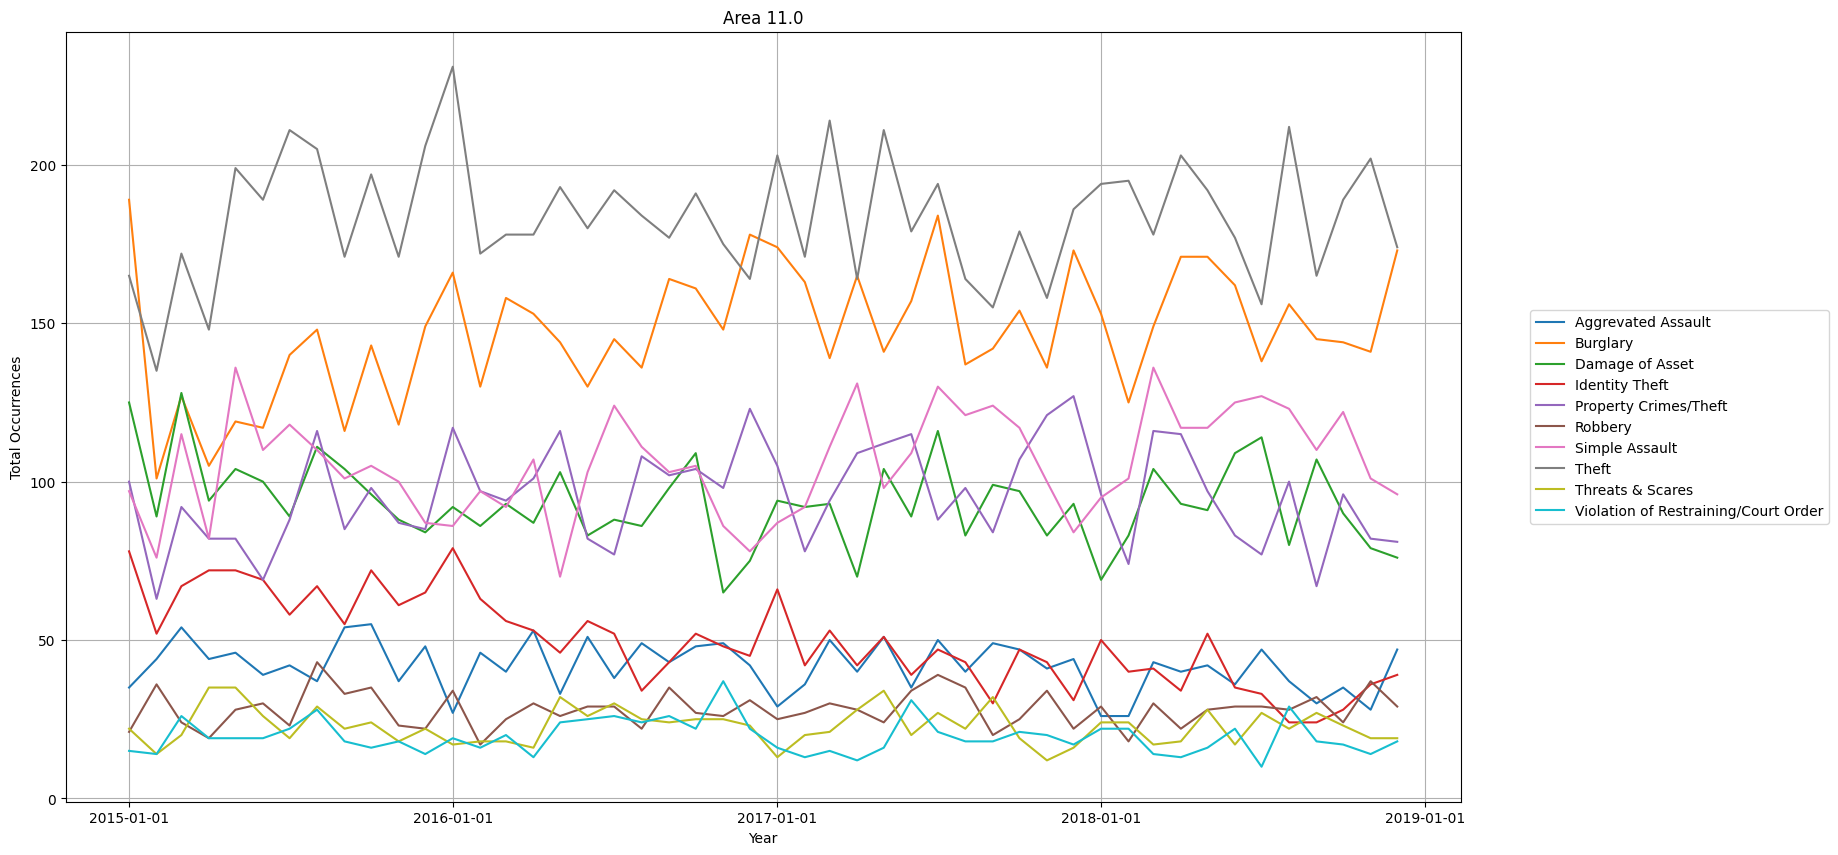 Area 11.0
Total Occurrences
200
150
100
50
0
2015-01-01
2016-01-01
2017-01-01
2018-01-01
2019-01-01
Year
Aggrevated Assault
Burglary
Damage of Asset
Identity Theft
Property Crimes/Theft
Robbery
Simple Assault
Theft
Threats & Scares
Violation of Restraining/Court Order